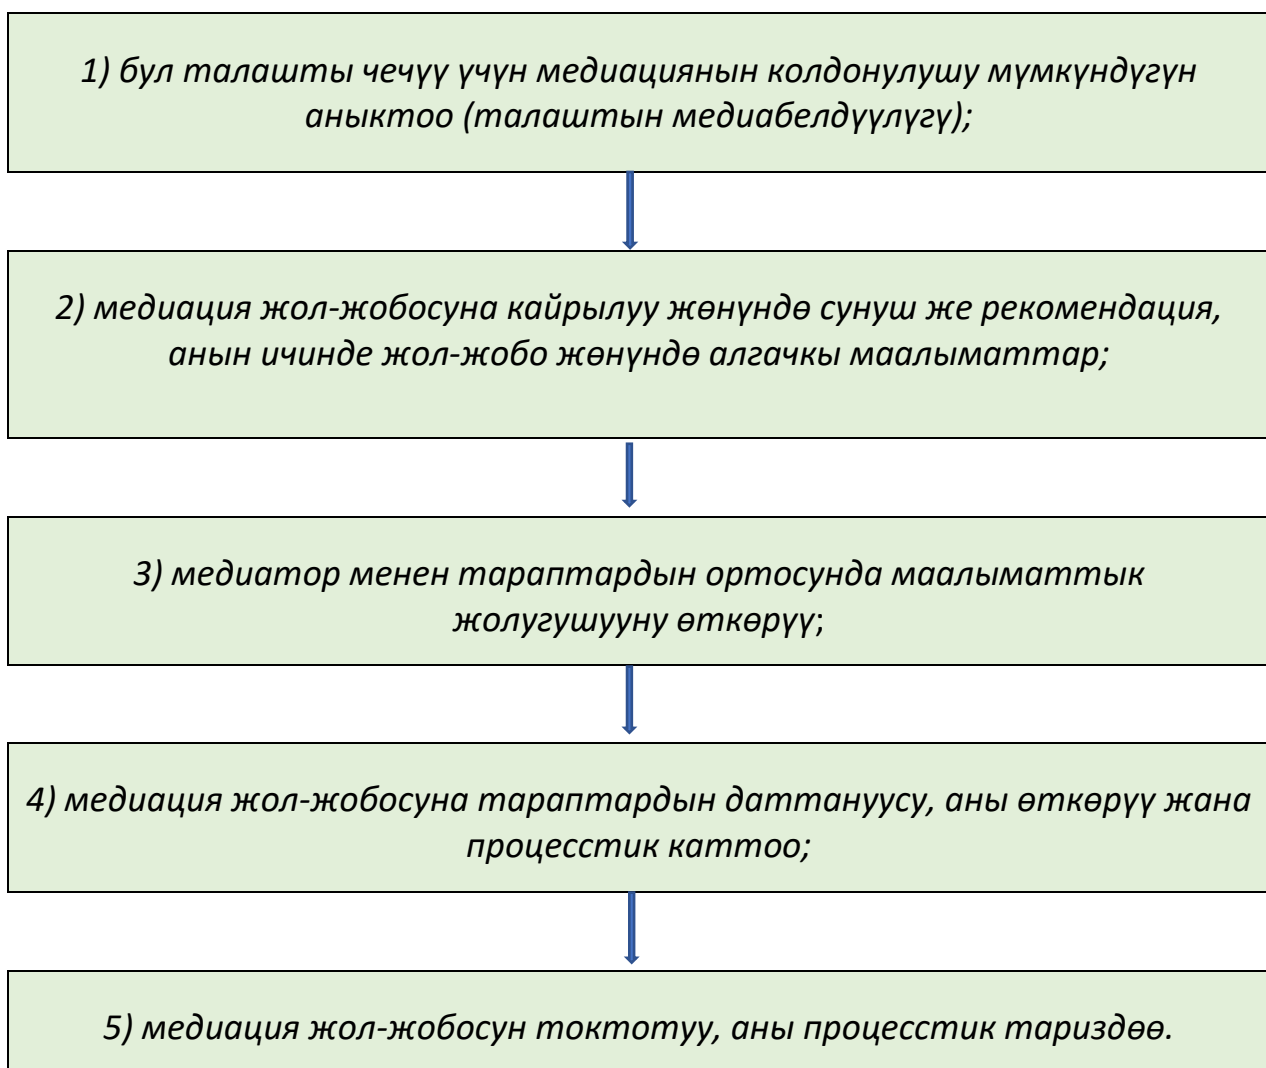 1) бул талашты чечүү үчүн медиациянын колдонулушу мүмкүндүгүн
аныктоо (талаштын медиабелдүүлүгү);
2) медиация жол-жобосуна кайрылуу жөнүндө сунуш же рекомендация,
анын ичинде жол-жобо жөнүндө алгачкы маалыматтар;
3) медиатор менен тараптардын ортосунда маалыматтык
жолугушууну өткөрүү;
4) медиация жол-жобосуна тараптардын даттануусу, аны өткөрүү жана
процесстик каттоо;
5) медиация жол-жобосун токтотуу, аны процесстик тариздөө.